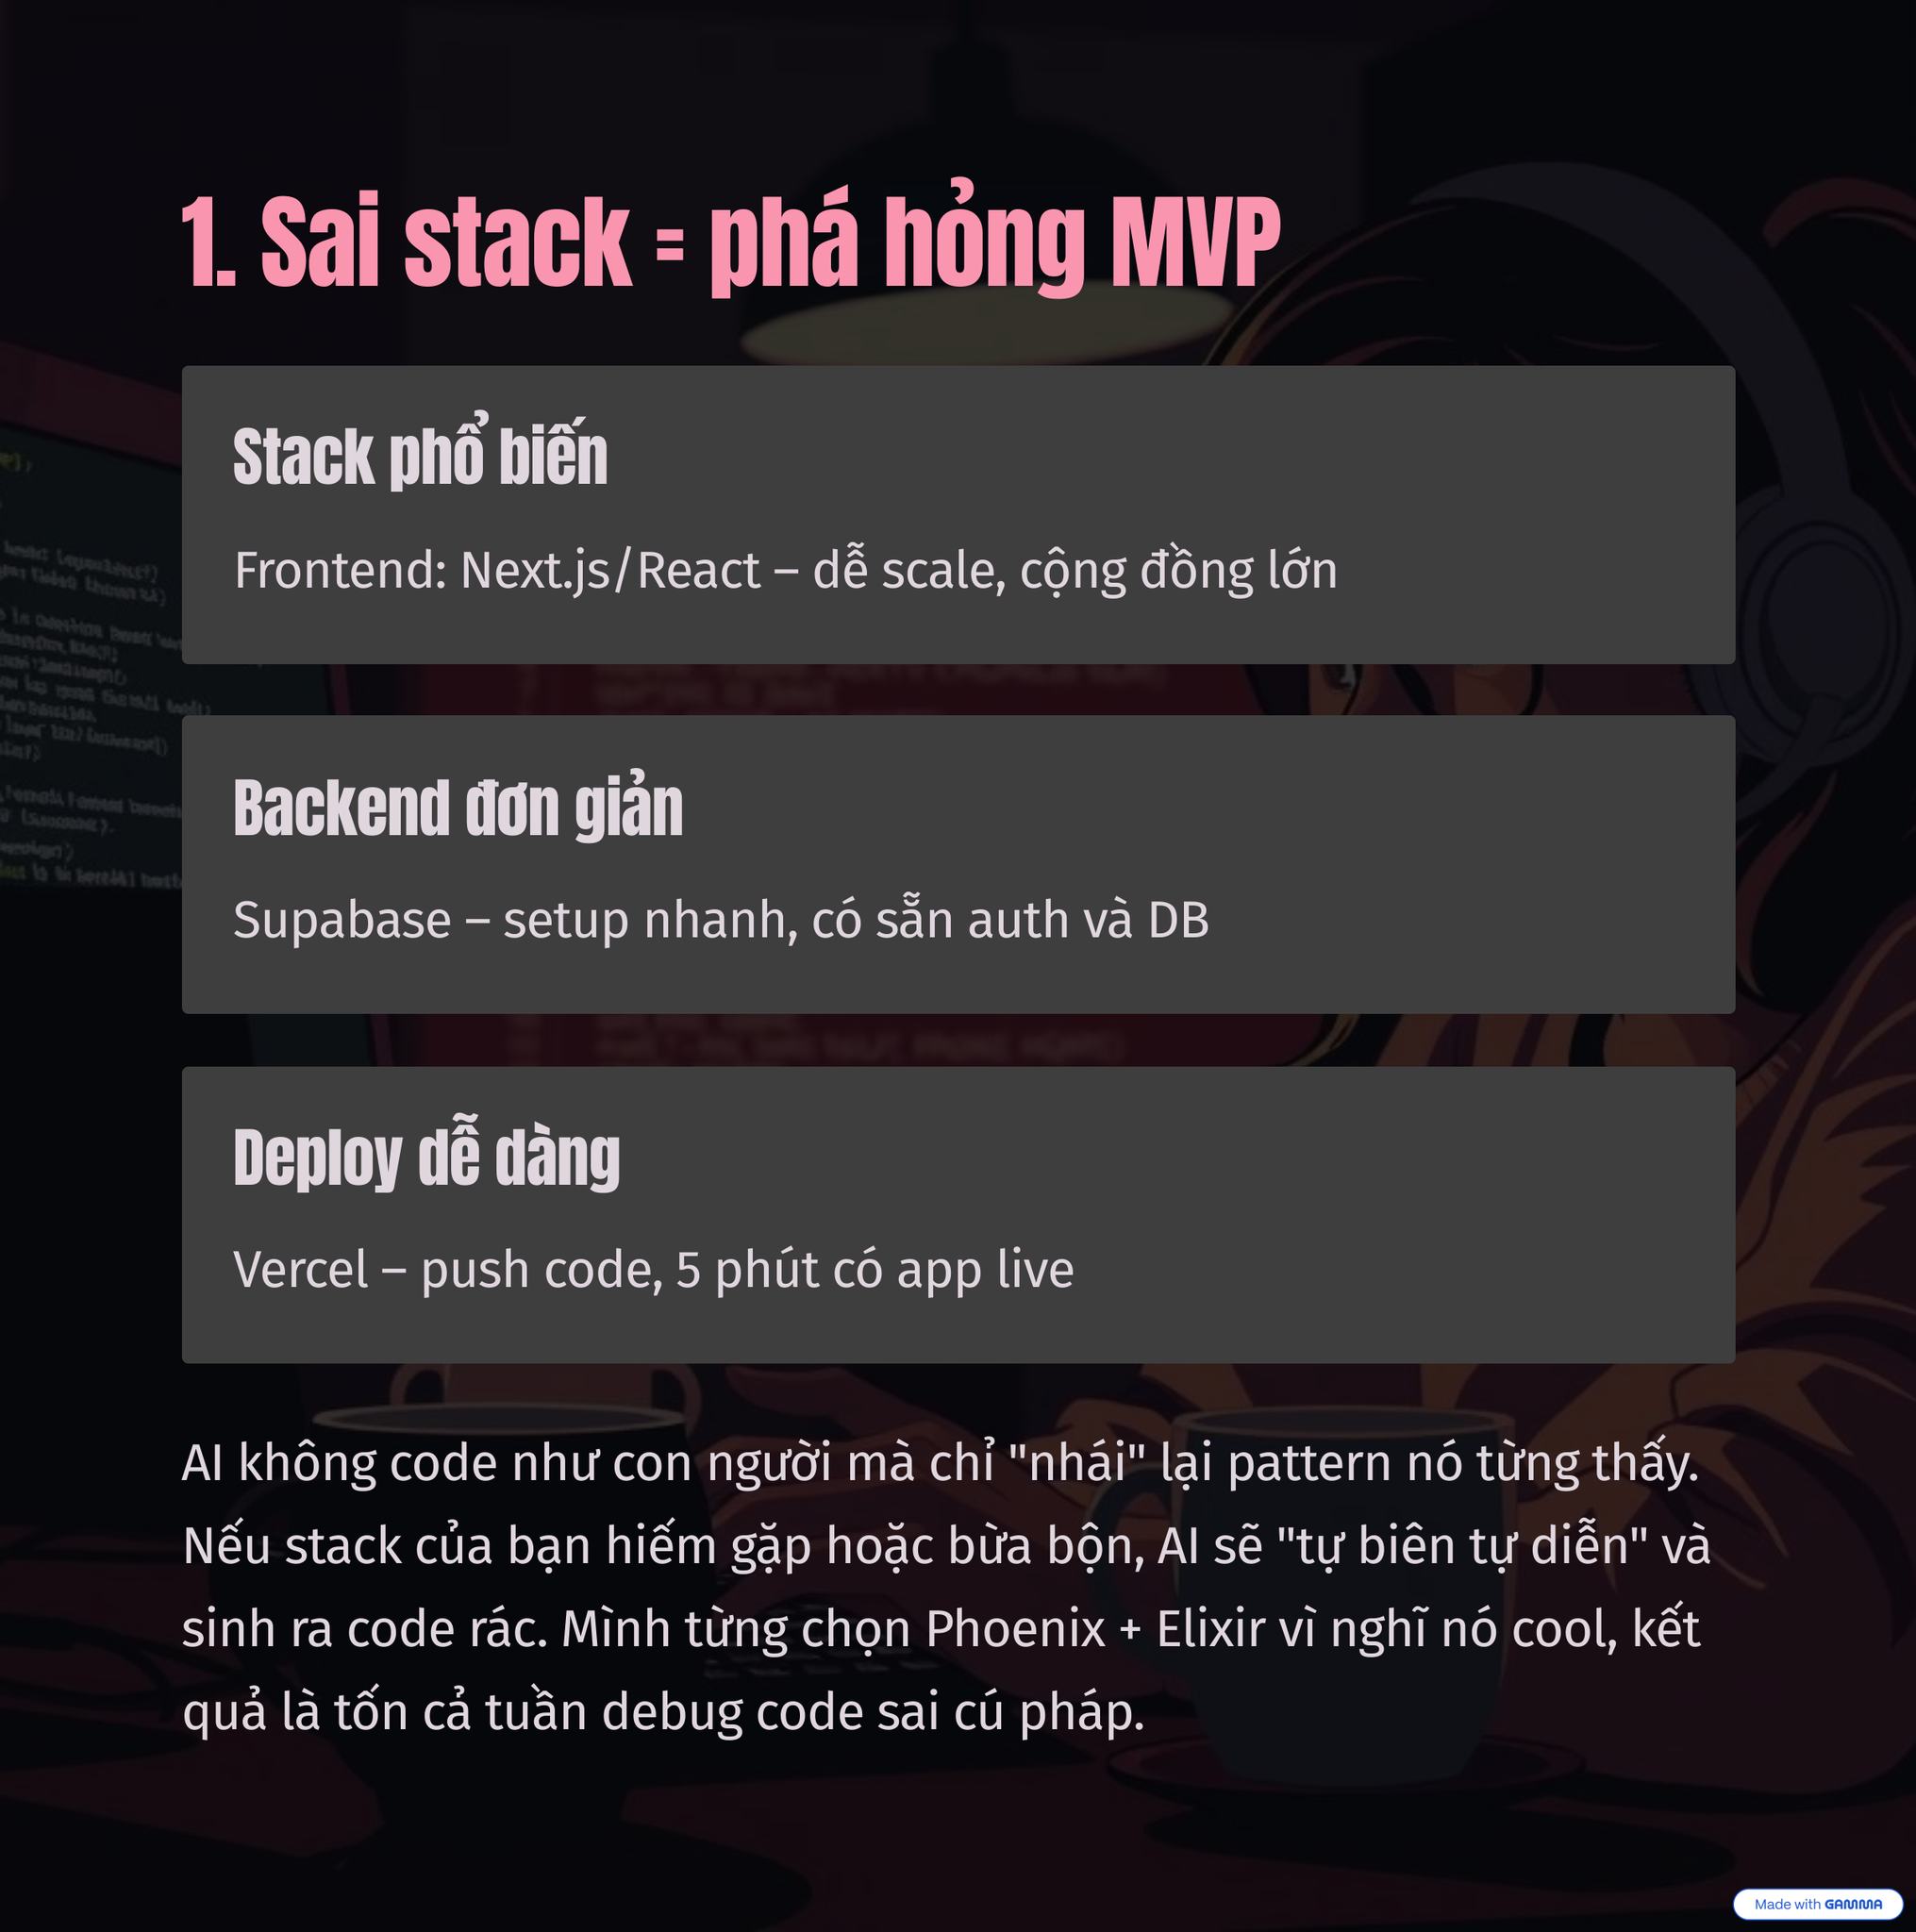 1. Sai stack = phá hỏng MVP
Stack phổ biến
Frontend: Next.js/React – dễ scale, cộng đồng lớn
Backend đơn giản
Supabase – setup nhanh, có sẵn auth và DB
Deploy dễ dàng
Vercel – push code, 5 phút có app live
AI không code như con người mà chỉ "nhái" lại pattern nó từng thấy.
Nếu stack của bạn hiếm gặp hoặc bừa bộn, AI sẽ "tự biên tự diễn" và
sinh ra code rác. Mình từng chọn Phoenix + Elixir vì nghĩ nó cool, kết
quả là tốn cả tuần debug code sai cú pháp.
Made with GAMMA